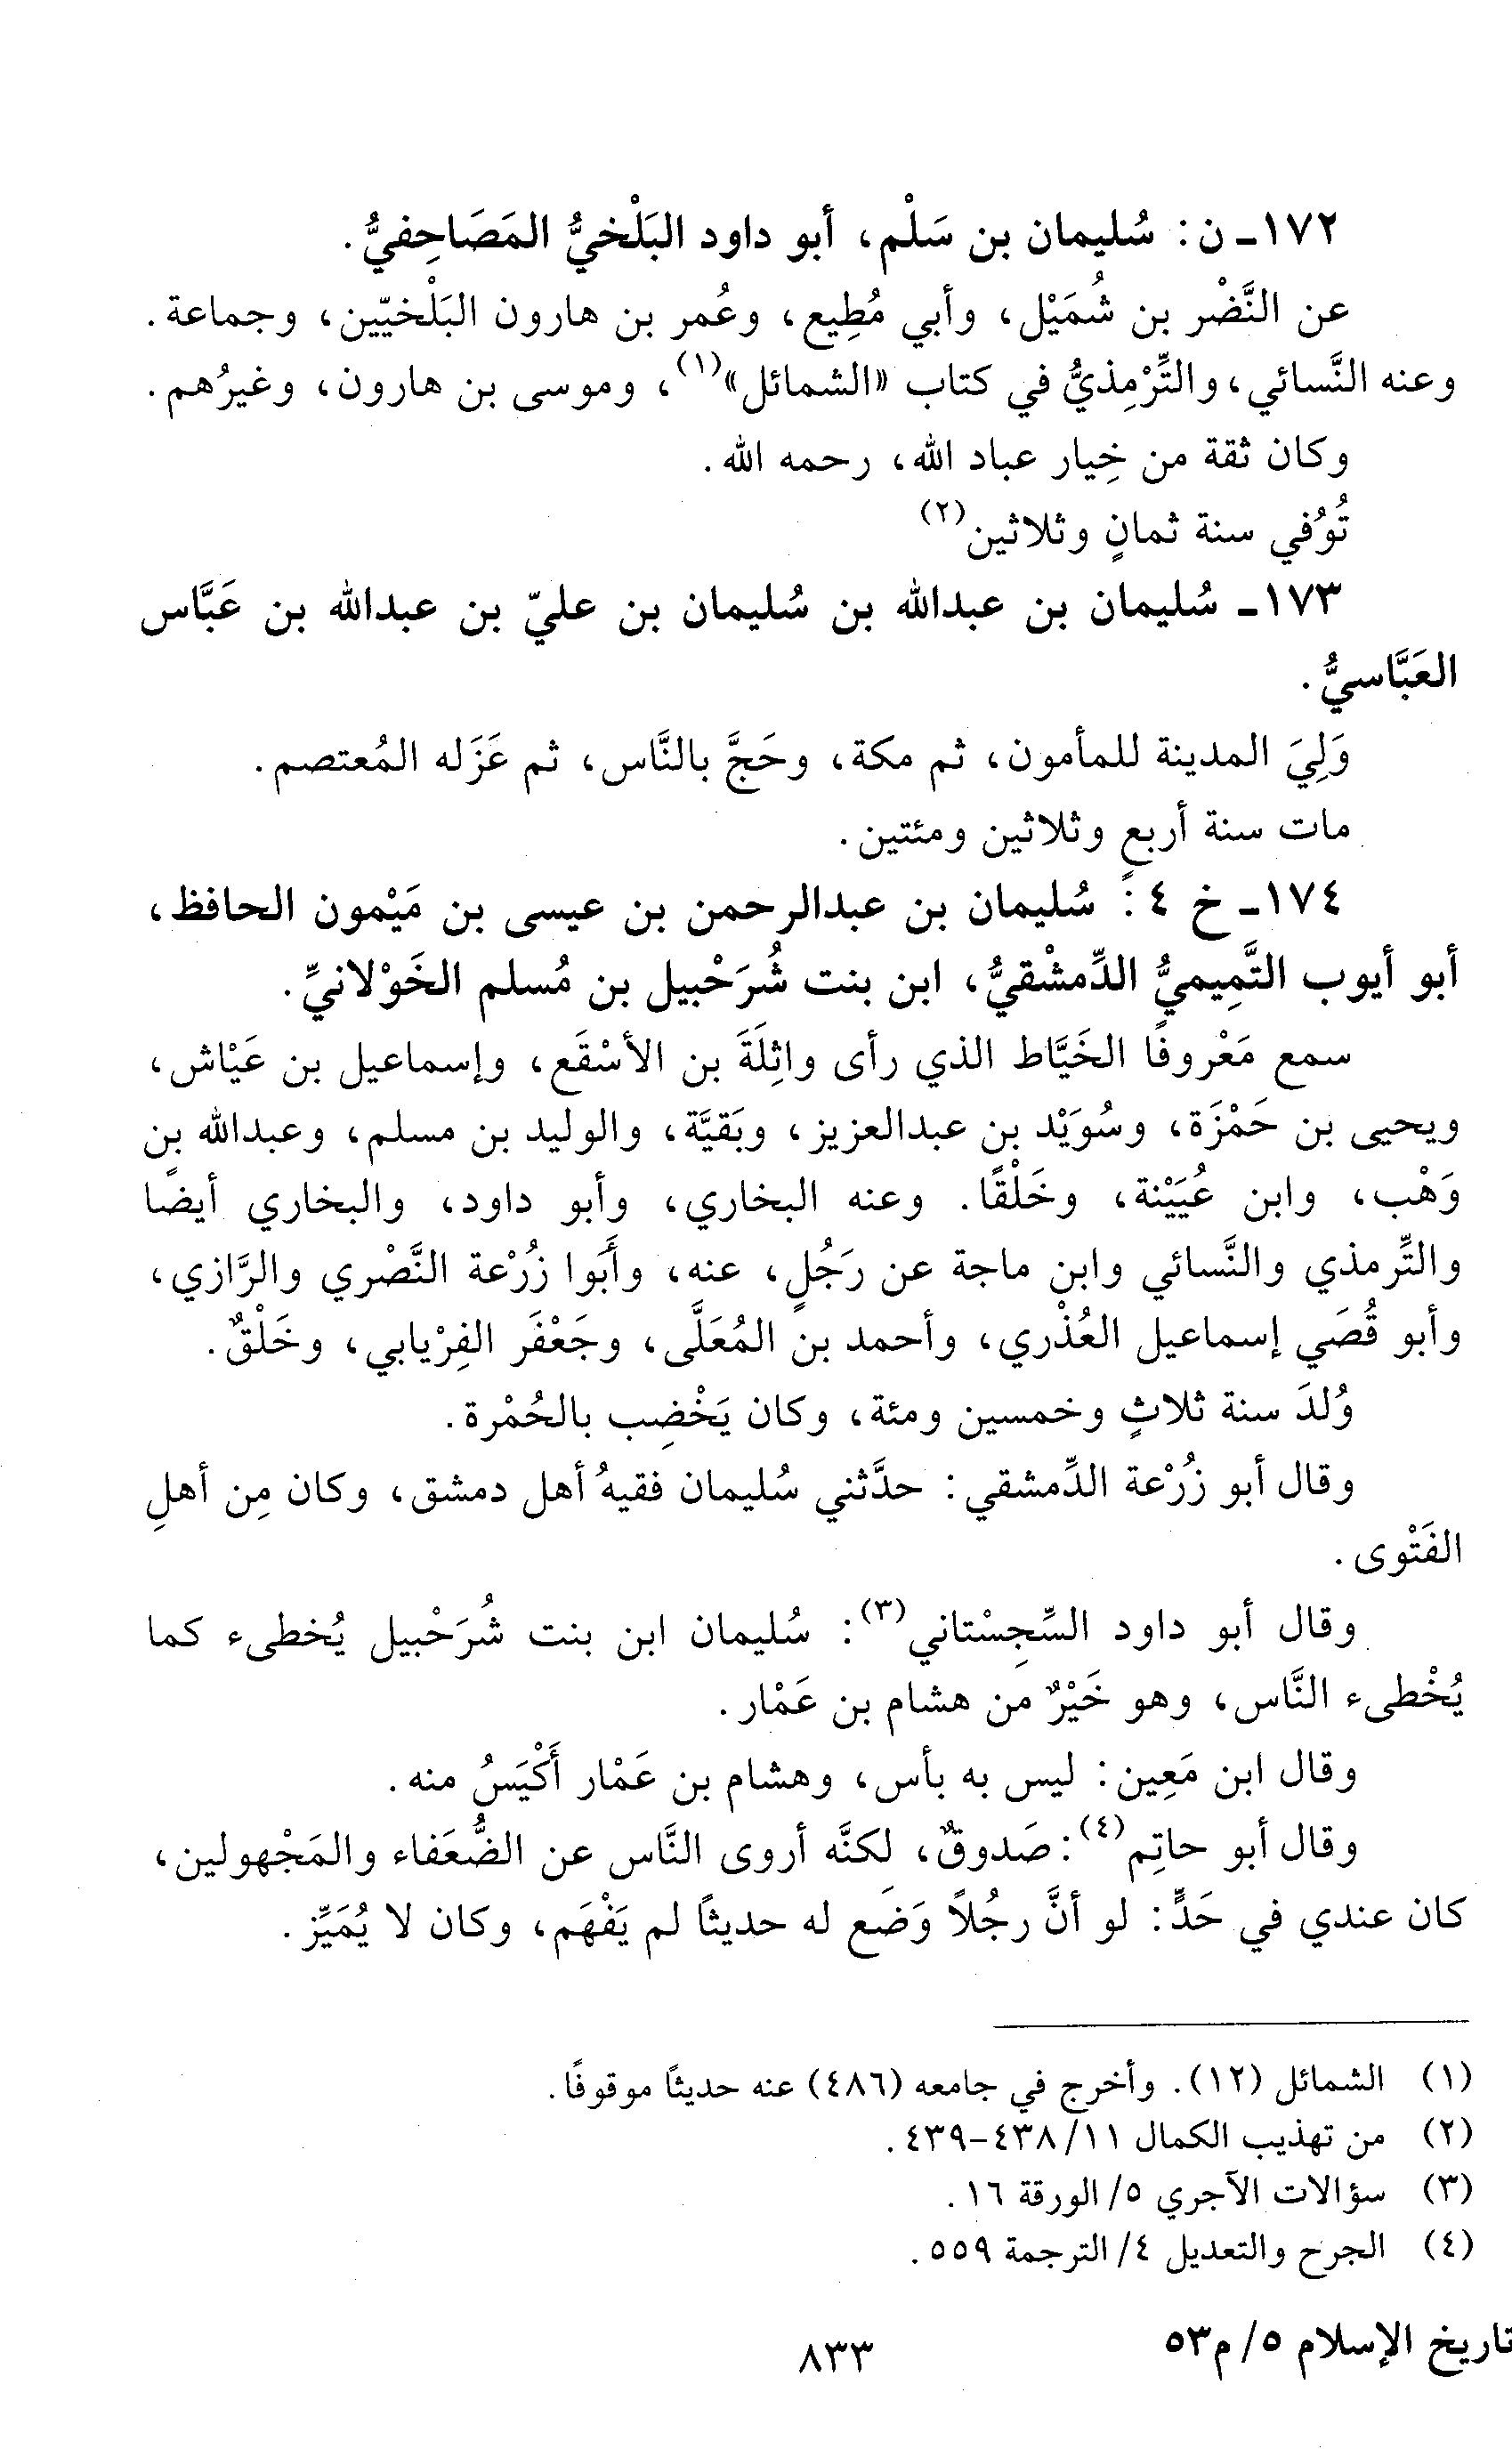 ١٧٢- ن: سُليمان بن سَلْم، أبو داود البَلْخيُّ المَصَاحِفيُّ.
عن النَّضْر بن شُمَيْل، وأبي مُطِيع، وعُمر بن هارون البَلْخيّين، وجماعة.
وعنه النَّسائي، والتِّرْمِذيُّ في كتاب «الشمائل»(١)، وموسى بن هارون، وغيرُهم.
وكان ثقة من خِيار عباد الله، رحمه الله.
تُوُفي سنة ثمانٍ وثلاثين(٢)
١٧٣- سُليمان بن عبدالله بن سُليمان بن عليّ بن عبدالله بن عَبَّاس
العَبَّاسيُّ.
وَلِيَ المدينة للمأمون، ثم مكة، وحَجَّ بالنَّاس، ثم عَزَله المُعتصم.
مات سنة أربعٍ وثلاثين ومئتين.
١٧٤- خ ٤: سُليمان بن عبدالرحمن بن عيسى بن مَيْمون الحافظ،
أبو أيوب التَّمِيميُّ الدِّمشْقيُّ، ابن بنت شُرَحْبيل بن مُسلم الخَوْلانيِّ.
سمع مَعْروفًا الخَيَّاط الذي رأى واثِلَةَ بن الأسْقَع، وإسماعيل بن عَيْاش،
ويحيى بن حَمْزَة، وسُوَيْد بن عبدالعزيز، وبَقيَّة، والوليد بن مسلم، وعبدالله بن
وَهْب، وابن عُيَيْنة، وخَلْقًا. وعنه البخاري، وأبو داود، والبخاري أيضًا
والتِّرمذي والنَّسائي وابن ماجة عن رَجُلٍ، عنه، وأَبَوا زُرْعة النَّصْري والرَّازي،
وأبو قُصَي إسماعيل العُذْري، وأحمد بن المُعَلَّى، وجَعْفَر الفِرْيابي، وخَلْقٌ.
وُلدَ سنة ثلاثٍ وخمسين ومئة، وكان يَخْضِب بالحُمْرة.
وقال أبو زُرْعة الدِّمشقي: حدَّثني سُليمان فقيهُ أهل دمشق، وكان مِن أهلِ
الفَتْوى.
وقال أبو داود السِّجِسْتاني(٣): سُليمان ابن بنت شُرَحْبيل يُخطىء كما
يُخْطىء النَّاس، وهو خَيْرٌ من هشام بن عَمْار.
وقال ابن مَعِين: ليس به بأس، وهشام بن عَمْار أَكْيَسُ منه.
وقال أبو حاتِم(٤): صَدوقٌ، لكنَّه أروى النَّاس عن الضُّعَفاء والمَجْهولين،
كان عندي في حَدٍّ: لو أنَّ رجُلاً وَضَع له حديثًا لم يَفْهَم، وكان لا يُمَيِّز.
(١) الشمائل (١٢). وأخرج في جامعه (٤٨٦) عنه حديثًا موقوفًا.
(٢) من تهذيب الكمال ١١/ ٤٣٨-٤٣٩.
(٣) سؤالات الآجري ٥/ الورقة ١٦.
(٤) الجرح والتعديل ٤/ الترجمة ٥٥٩.
تاريخ الإسلام ٥/ م٥٣
٨٣٣